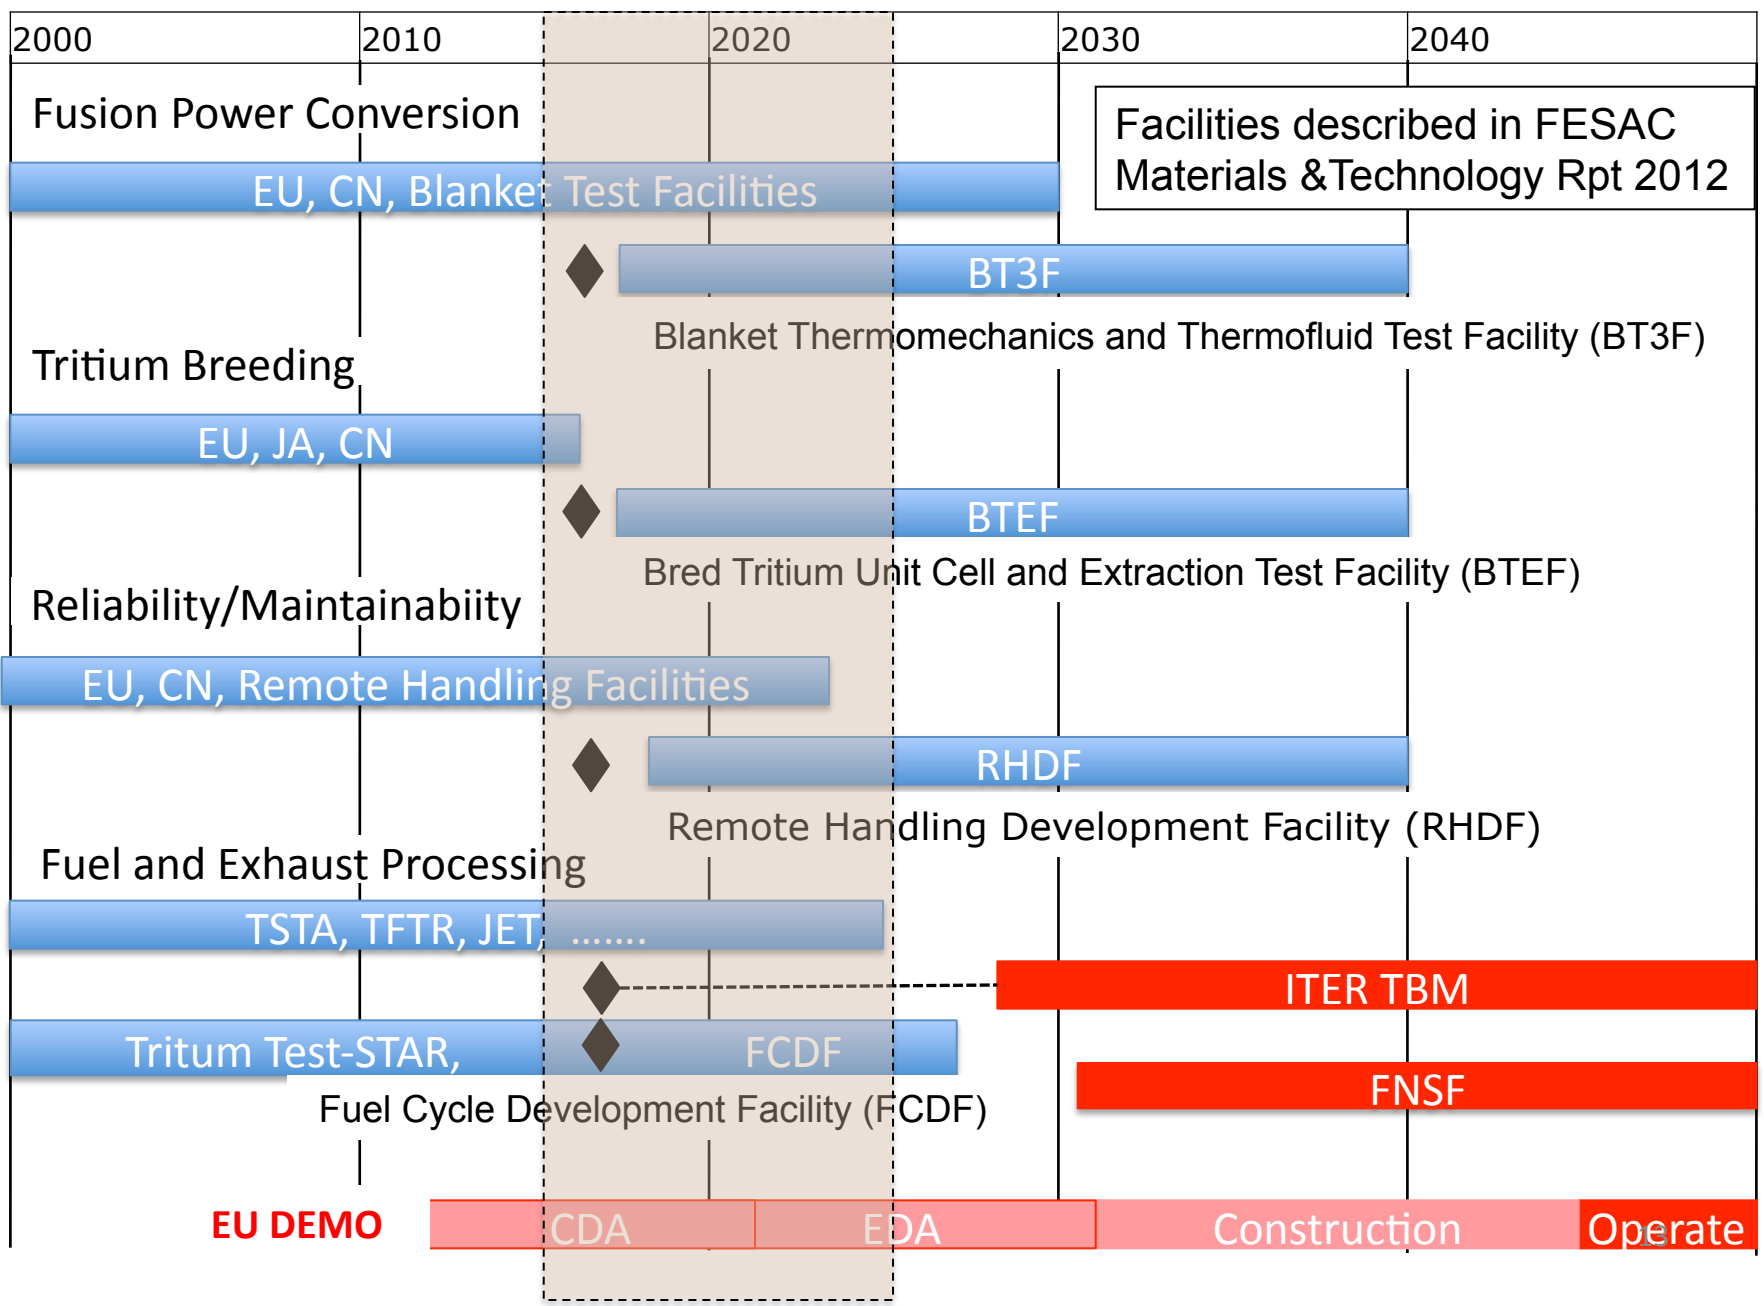 2000 2010 2020 2030 2040
Fusion Power Conversion
Facilities described in FESAC
Materials &Technology Rpt 2012
EU, CN, Blanket Test Facilities
BT3F
Blanket Thermomechanics and Thermofluid Test Facility (BT3F)
Tritium Breeding
EU, JA, CN
BTEF
Bred Tritium Unit Cell and Extraction Test Facility (BTEF)
Reliability/Maintainabiity
EU, CN, Remote Handling Facilities
RHDF
Remote Handling Development Facility (RHDF)
Fuel and Exhaust Processing
TSTA, TFTR, JET, …….
ITER TBM
Tritum Test-STAR, FCDF
FNSF
Fuel Cycle Development Facility (FCDF)
EU DEMO CDA EDA Construction Operate
13